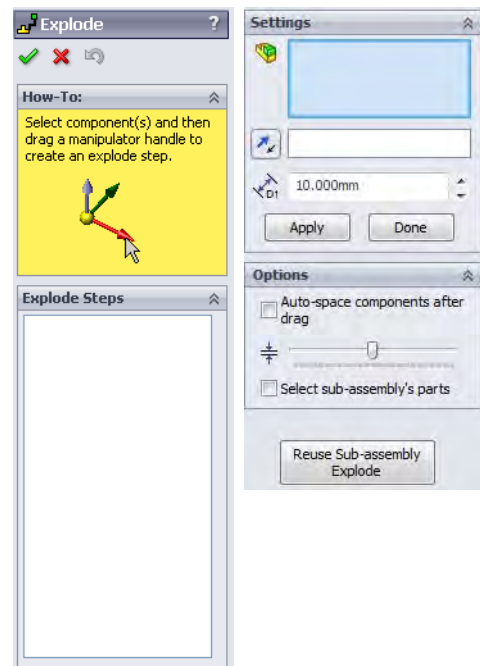 Explode ?
How-To:
Select component(s) and then
drag a manipulator handle to
create an explode step.
Explode Steps
Settings
D1
10.000mm
Apply Done
Options
Auto-space components after
drag
Select sub-assembly's parts
Reuse Sub-assembly
Explode